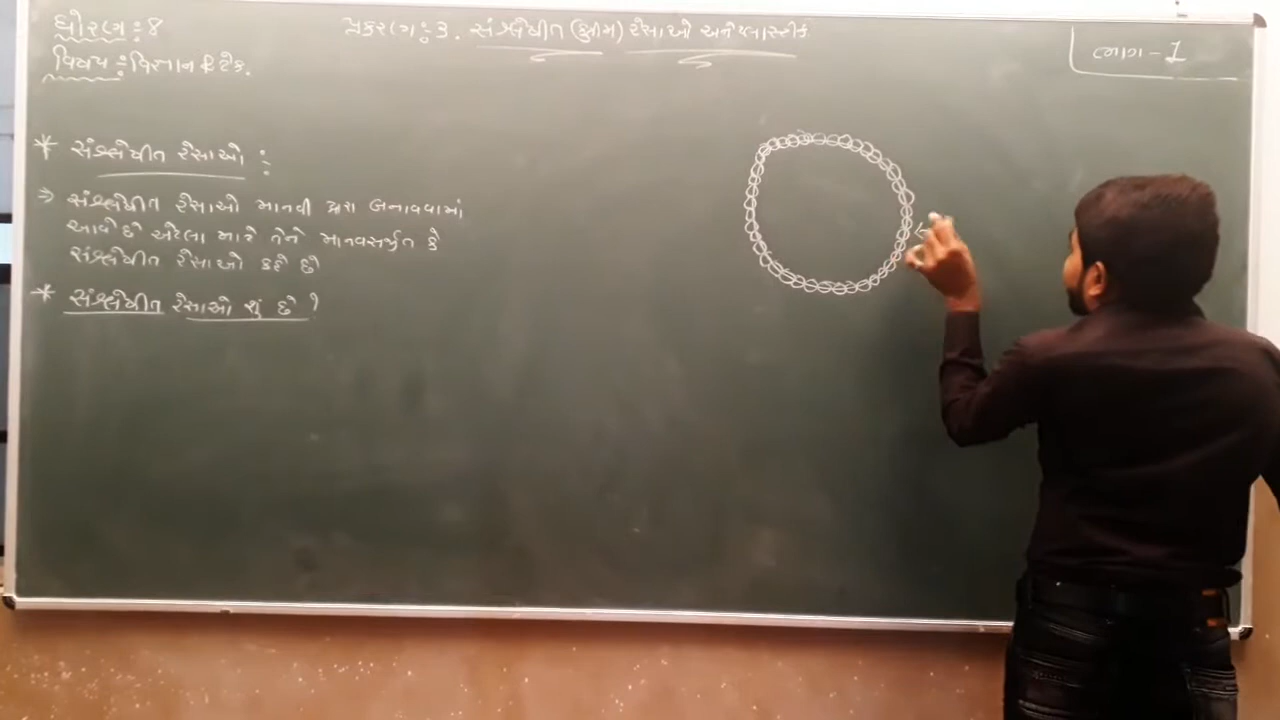 ધોરણ : 8
પ્રકરણ : 3. સંશ્લેષીત (કૃત્રિમ) રેસાઓ અને પ્લાસ્ટીક
ભાગ - 1
વિષય : વિજ્ઞાન & ટેક.
* સંશ્લેષીત રેસાઓ :
⇒ સંશ્લેષીત રેસાઓ માનવી દ્વારા બનાવવામાં
આવે છે એટલા માટે તેને માનવસર્જીત કે
સંશ્લેષીત રેસાઓ કહે છે
* સંશ્લેષીત રેસાઓ શું છે ?